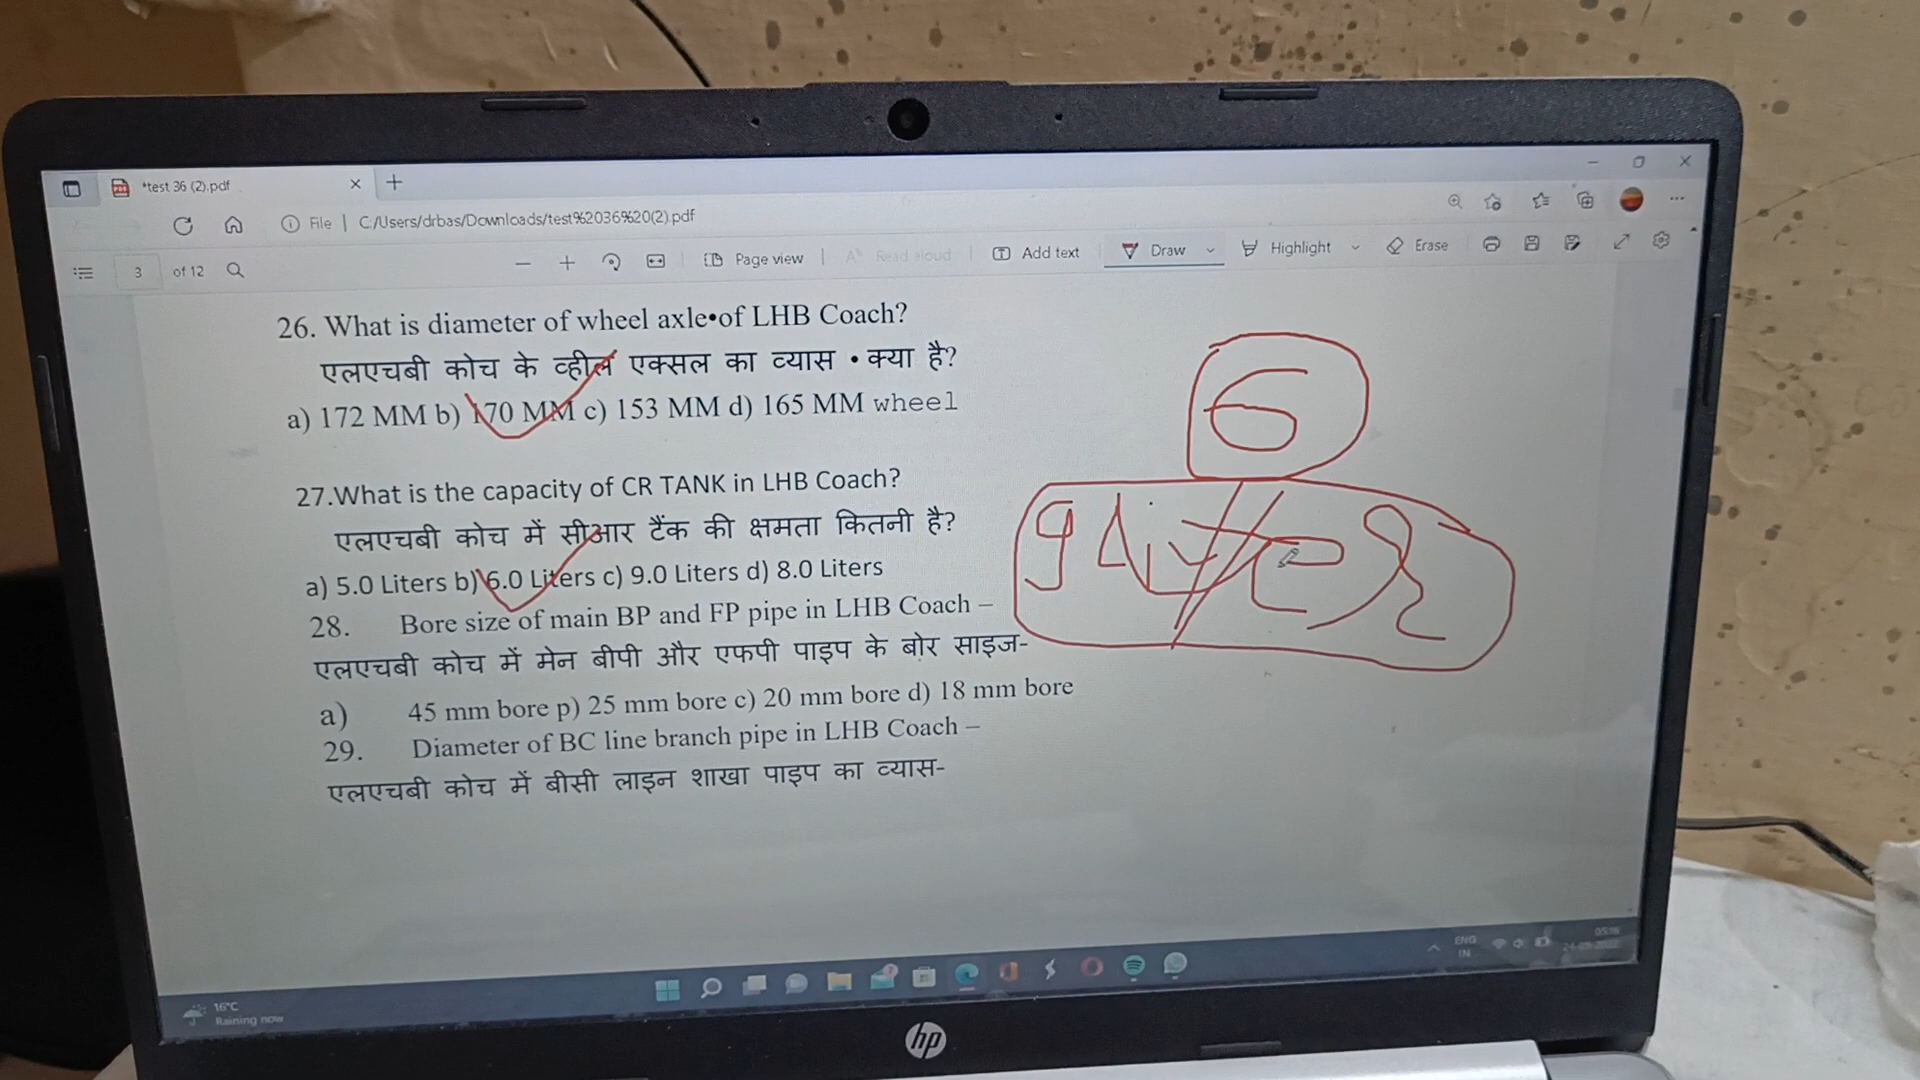 *test 36 (2).pdf
File | C:/Users/drbas/Downloads/test%2036%20(2).pdf
3 of 12 Page view Read aloud Add text Draw Highlight Erase
26. What is diameter of wheel axle•of LHB Coach?
एलएचबी कोच के व्हील एक्सल का व्यास • क्या है?
a) 172 MM b) 170 MM c) 153 MM d) 165 MM wheel
6
27.What is the capacity of CR TANK in LHB Coach?
एलएचबी कोच में सीआर टैंक की क्षमता कितनी है?
9
a) 5.0 Liters b) 6.0 Liters c) 9.0 Liters d) 8.0 Liters
28. Bore size of main BP and FP pipe in LHB Coach –
एलएचबी कोच में मेन बीपी और एफपी पाइप के बोर साइज-
a) 45 mm bore p) 25 mm bore c) 20 mm bore d) 18 mm bore
29. Diameter of BC line branch pipe in LHB Coach –
एलएचबी कोच में बीसी लाइन शाखा पाइप का व्यास-
16°C
Raining now
ENG
IN
05:16
hp